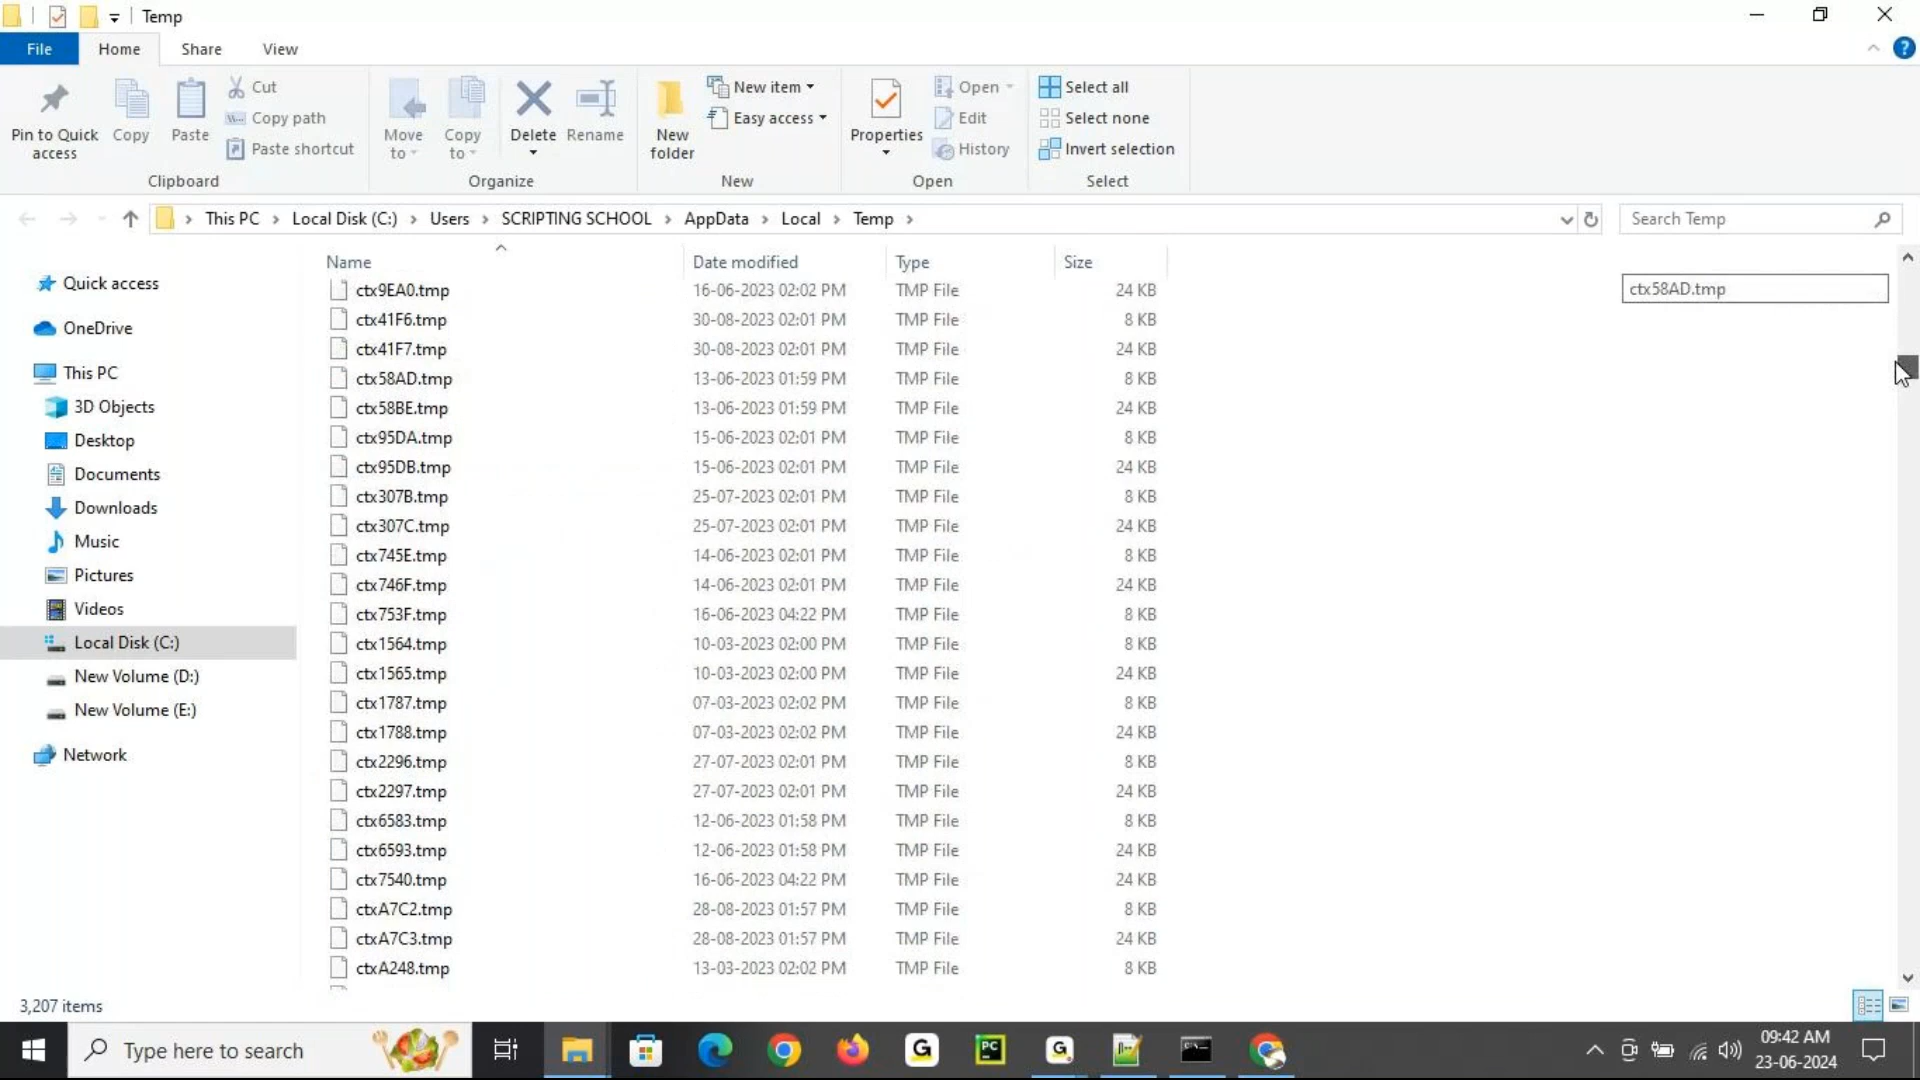 Temp
File Home Share View
Pin to Quick access
Copy
Paste
Cut
Copy path
Paste shortcut
Clipboard
Move to
Copy to
Delete
Rename
Organize
New folder
New item
Easy access
New
Properties
Open
Edit
History
Open
Select all
Select none
Invert selection
Select
This PC > Local Disk (C:) > Users > SCRIPTING SCHOOL > AppData > Local > Temp >
Search Temp
Quick access
OneDrive
This PC
3D Objects
Desktop
Documents
Downloads
Music
Pictures
Videos
Local Disk (C:)
New Volume (D:)
New Volume (E:)
Network
Name Date modified Type Size
ctx9EA0.tmp 16-06-2023 02:02 PM TMP File 24 KB
ctx41F6.tmp 30-08-2023 02:01 PM TMP File 8 KB
ctx41F7.tmp 30-08-2023 02:01 PM TMP File 24 KB
ctx58AD.tmp 13-06-2023 01:59 PM TMP File 8 KB
ctx58BE.tmp 13-06-2023 01:59 PM TMP File 24 KB
ctx95DA.tmp 15-06-2023 02:01 PM TMP File 8 KB
ctx95DB.tmp 15-06-2023 02:01 PM TMP File 24 KB
ctx307B.tmp 25-07-2023 02:01 PM TMP File 8 KB
ctx307C.tmp 25-07-2023 02:01 PM TMP File 24 KB
ctx745E.tmp 14-06-2023 02:01 PM TMP File 8 KB
ctx746F.tmp 14-06-2023 02:01 PM TMP File 24 KB
ctx753F.tmp 16-06-2023 04:22 PM TMP File 8 KB
ctx1564.tmp 10-03-2023 02:00 PM TMP File 8 KB
ctx1565.tmp 10-03-2023 02:00 PM TMP File 24 KB
ctx1787.tmp 07-03-2023 02:02 PM TMP File 8 KB
ctx1788.tmp 07-03-2023 02:02 PM TMP File 24 KB
ctx2296.tmp 27-07-2023 02:01 PM TMP File 8 KB
ctx2297.tmp 27-07-2023 02:01 PM TMP File 24 KB
ctx6583.tmp 12-06-2023 01:58 PM TMP File 8 KB
ctx6593.tmp 12-06-2023 01:58 PM TMP File 24 KB
ctx7540.tmp 16-06-2023 04:22 PM TMP File 24 KB
ctxA7C2.tmp 28-08-2023 01:57 PM TMP File 8 KB
ctxA7C3.tmp 28-08-2023 01:57 PM TMP File 24 KB
ctxA248.tmp 13-03-2023 02:02 PM TMP File 8 KB
ctx58AD.tmp
3,207 items
Type here to search
G
PC
G
09:42 AM
23-06-2024